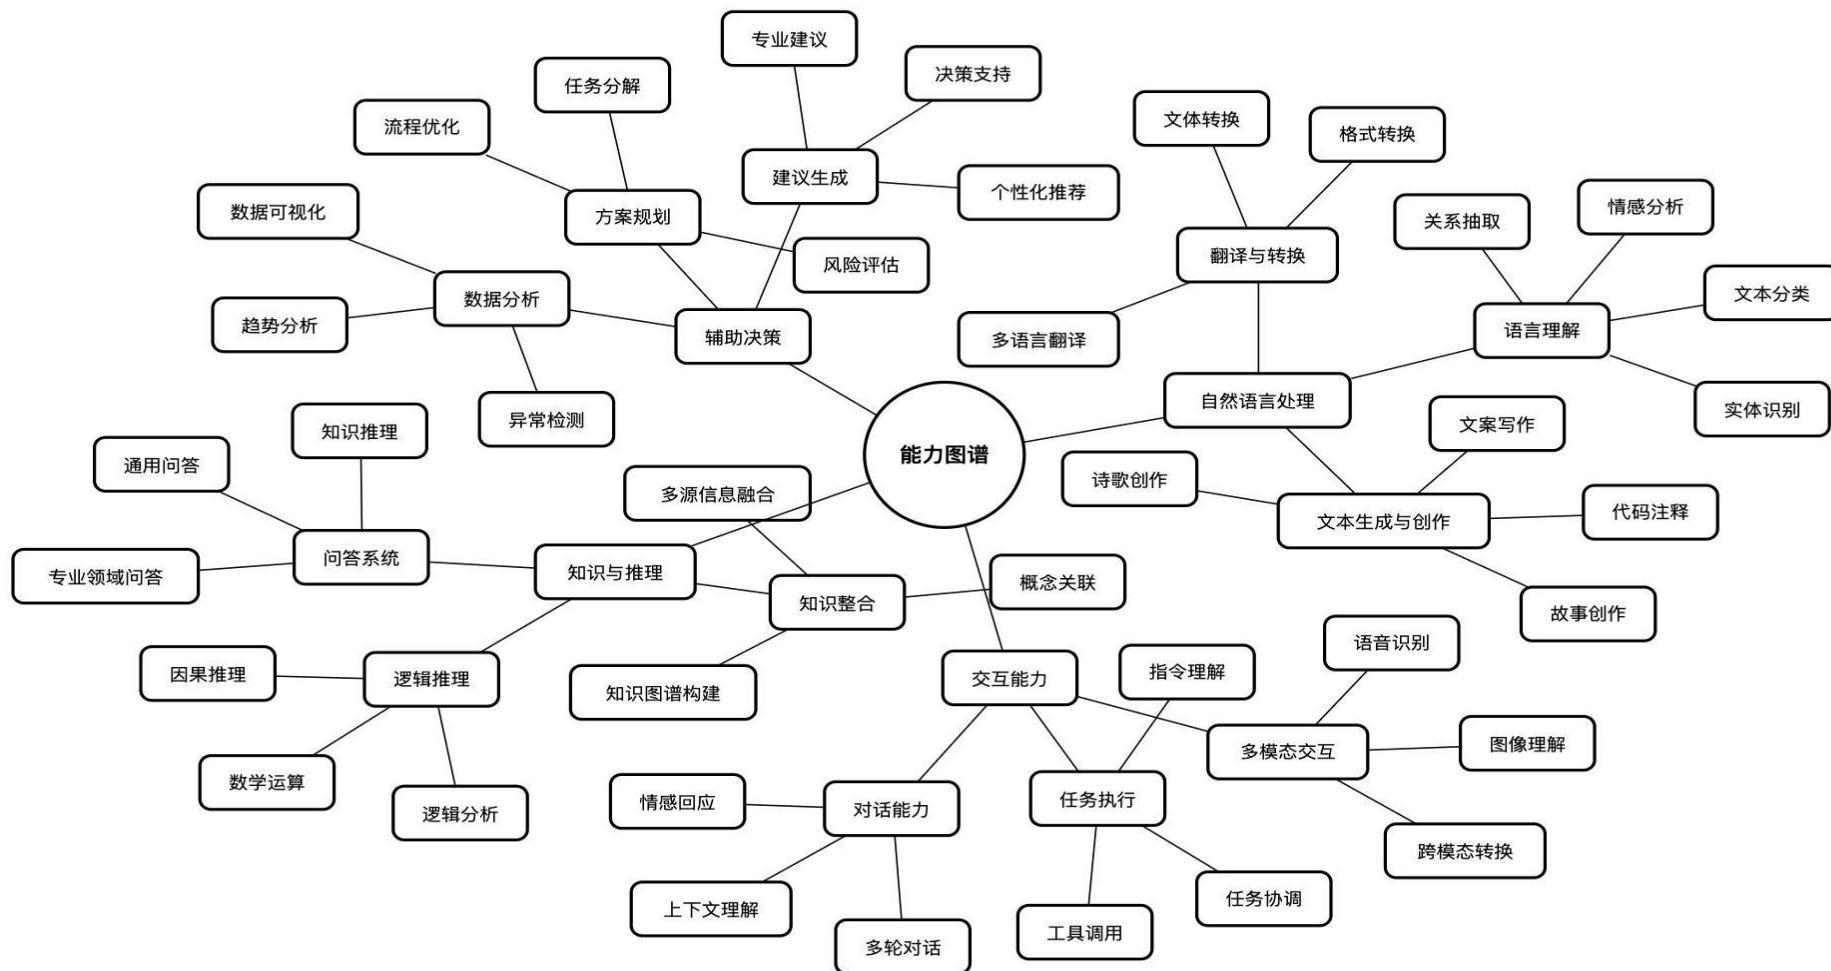 专业建议
决策支持
任务分解
流程优化
文体转换
格式转换
建议生成
个性化推荐
数据可视化
方案规划
关系抽取
情感分析
翻译与转换
风险评估
数据分析
文本分类
趋势分析
辅助决策
多语言翻译
语言理解
自然语言处理
实体识别
异常检测
知识推理
文案写作
能力图谱
通用问答
诗歌创作
多源信息融合
文本生成与创作
代码注释
问答系统
专业领域问答
知识与推理
概念关联
知识整合
故事创作
语音识别
因果推理
逻辑推理
知识图谱构建
交互能力
指令理解
多模态交互
图像理解
数学运算
情感回应
对话能力
任务执行
逻辑分析
跨模态转换
上下文理解
任务协调
多轮对话
工具调用